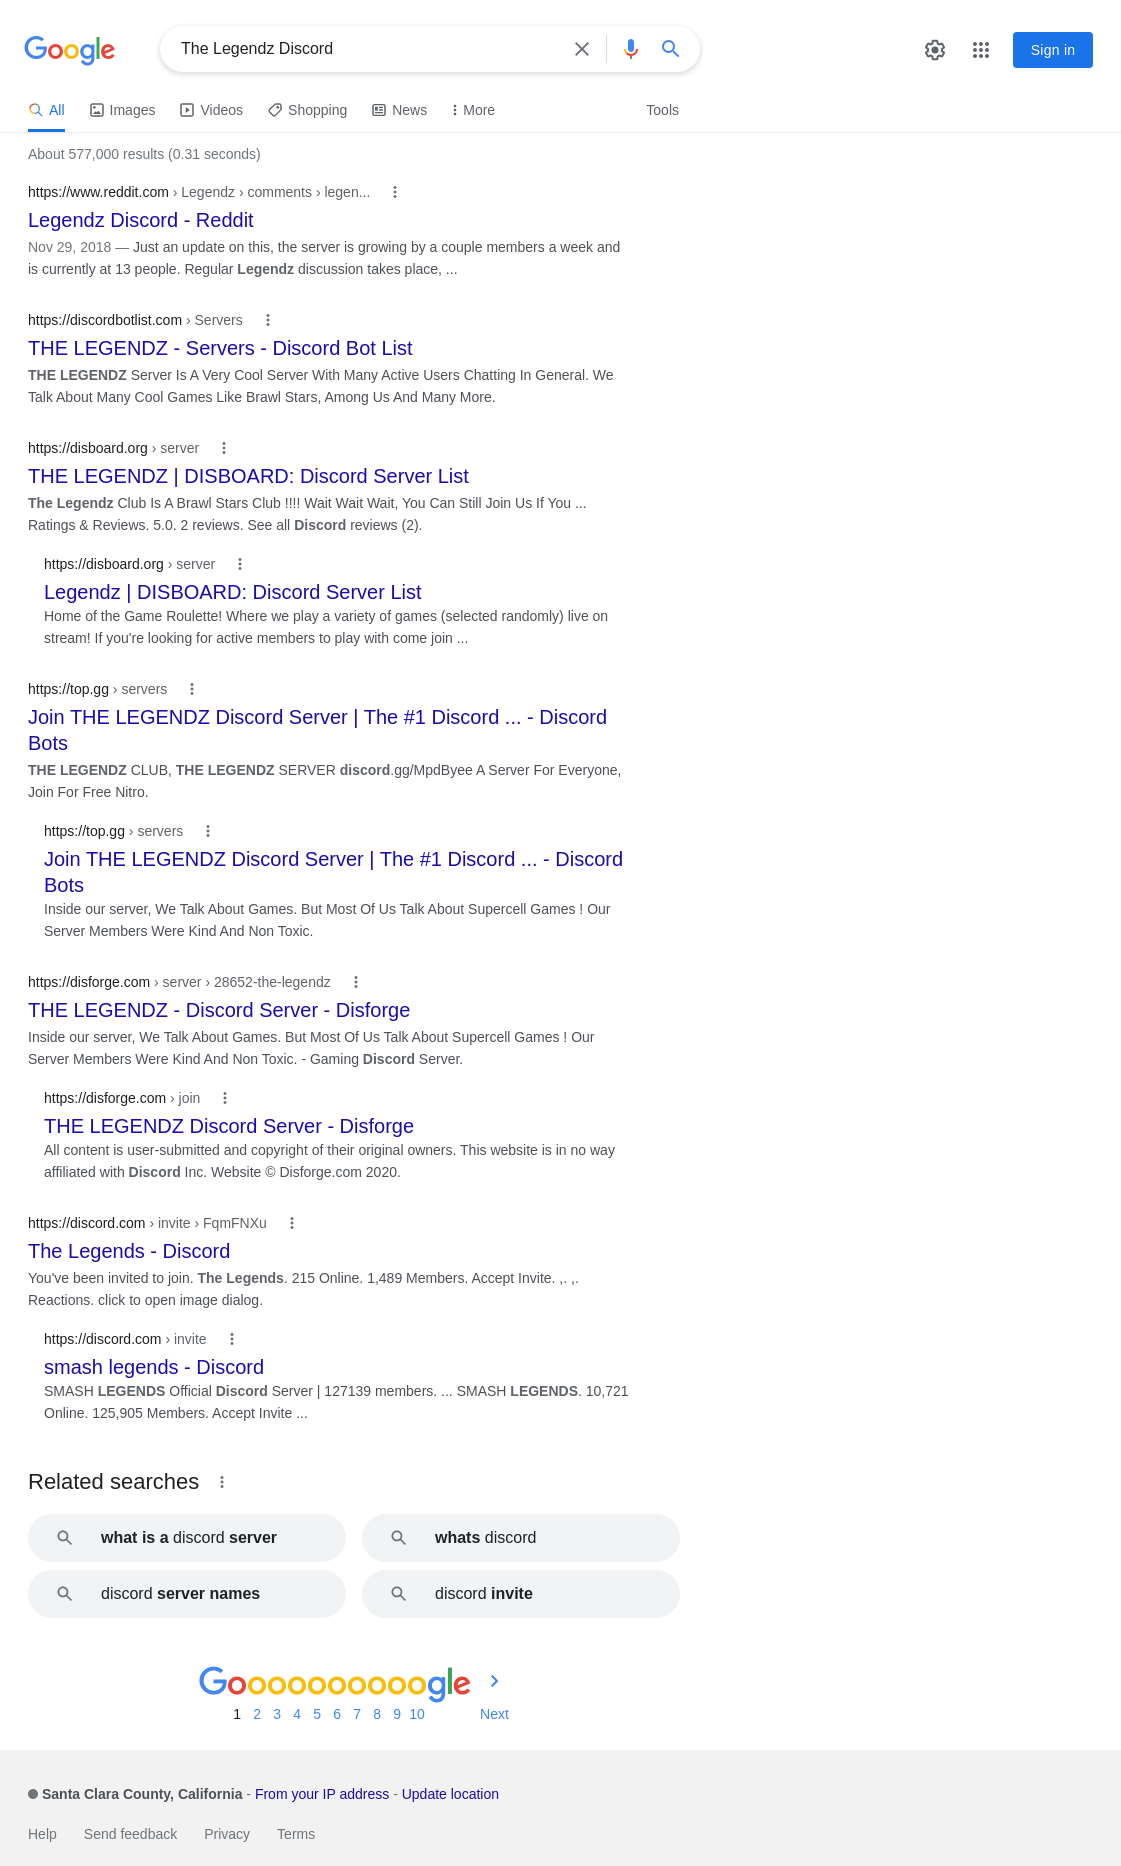 Google
The Legendz Discord
Sign in
All Images Videos Shopping News More Tools
About 577,000 results (0.31 seconds)
https://www.reddit.com › Legendz › comments › legen...
Legendz Discord - Reddit
Nov 29, 2018 — Just an update on this, the server is growing by a couple members a week and
is currently at 13 people. Regular Legendz discussion takes place, ...
https://discordbotlist.com › Servers
THE LEGENDZ - Servers - Discord Bot List
THE LEGENDZ Server Is A Very Cool Server With Many Active Users Chatting In General. We
Talk About Many Cool Games Like Brawl Stars, Among Us And Many More.
https://disboard.org › server
THE LEGENDZ | DISBOARD: Discord Server List
The Legendz Club Is A Brawl Stars Club !!!! Wait Wait Wait, You Can Still Join Us If You ...
Ratings & Reviews. 5.0. 2 reviews. See all Discord reviews (2).
https://disboard.org › server
Legendz | DISBOARD: Discord Server List
Home of the Game Roulette! Where we play a variety of games (selected randomly) live on
stream! If you're looking for active members to play with come join ...
https://top.gg › servers
Join THE LEGENDZ Discord Server | The #1 Discord ... - Discord
Bots
THE LEGENDZ CLUB, THE LEGENDZ SERVER discord.gg/MpdByee A Server For Everyone,
Join For Free Nitro.
https://top.gg › servers
Join THE LEGENDZ Discord Server | The #1 Discord ... - Discord
Bots
Inside our server, We Talk About Games. But Most Of Us Talk About Supercell Games ! Our
Server Members Were Kind And Non Toxic.
https://disforge.com › server › 28652-the-legendz
THE LEGENDZ - Discord Server - Disforge
Inside our server, We Talk About Games. But Most Of Us Talk About Supercell Games ! Our
Server Members Were Kind And Non Toxic. - Gaming Discord Server.
https://disforge.com › join
THE LEGENDZ Discord Server - Disforge
All content is user-submitted and copyright of their original owners. This website is in no way
affiliated with Discord Inc. Website © Disforge.com 2020.
https://discord.com › invite › FqmFNXu
The Legends - Discord
You've been invited to join. The Legends. 215 Online. 1,489 Members. Accept Invite. ,. ,.
Reactions. click to open image dialog.
https://discord.com › invite
smash legends - Discord
SMASH LEGENDS Official Discord Server | 127139 members. ... SMASH LEGENDS. 10,721
Online. 125,905 Members. Accept Invite ...
Related searches
what is a discord server
whats discord
discord server names
discord invite
Goooooooooogle
1 2 3 4 5 6 7 8 9 10 Next
Santa Clara County, California - From your IP address - Update location
Help Send feedback Privacy Terms